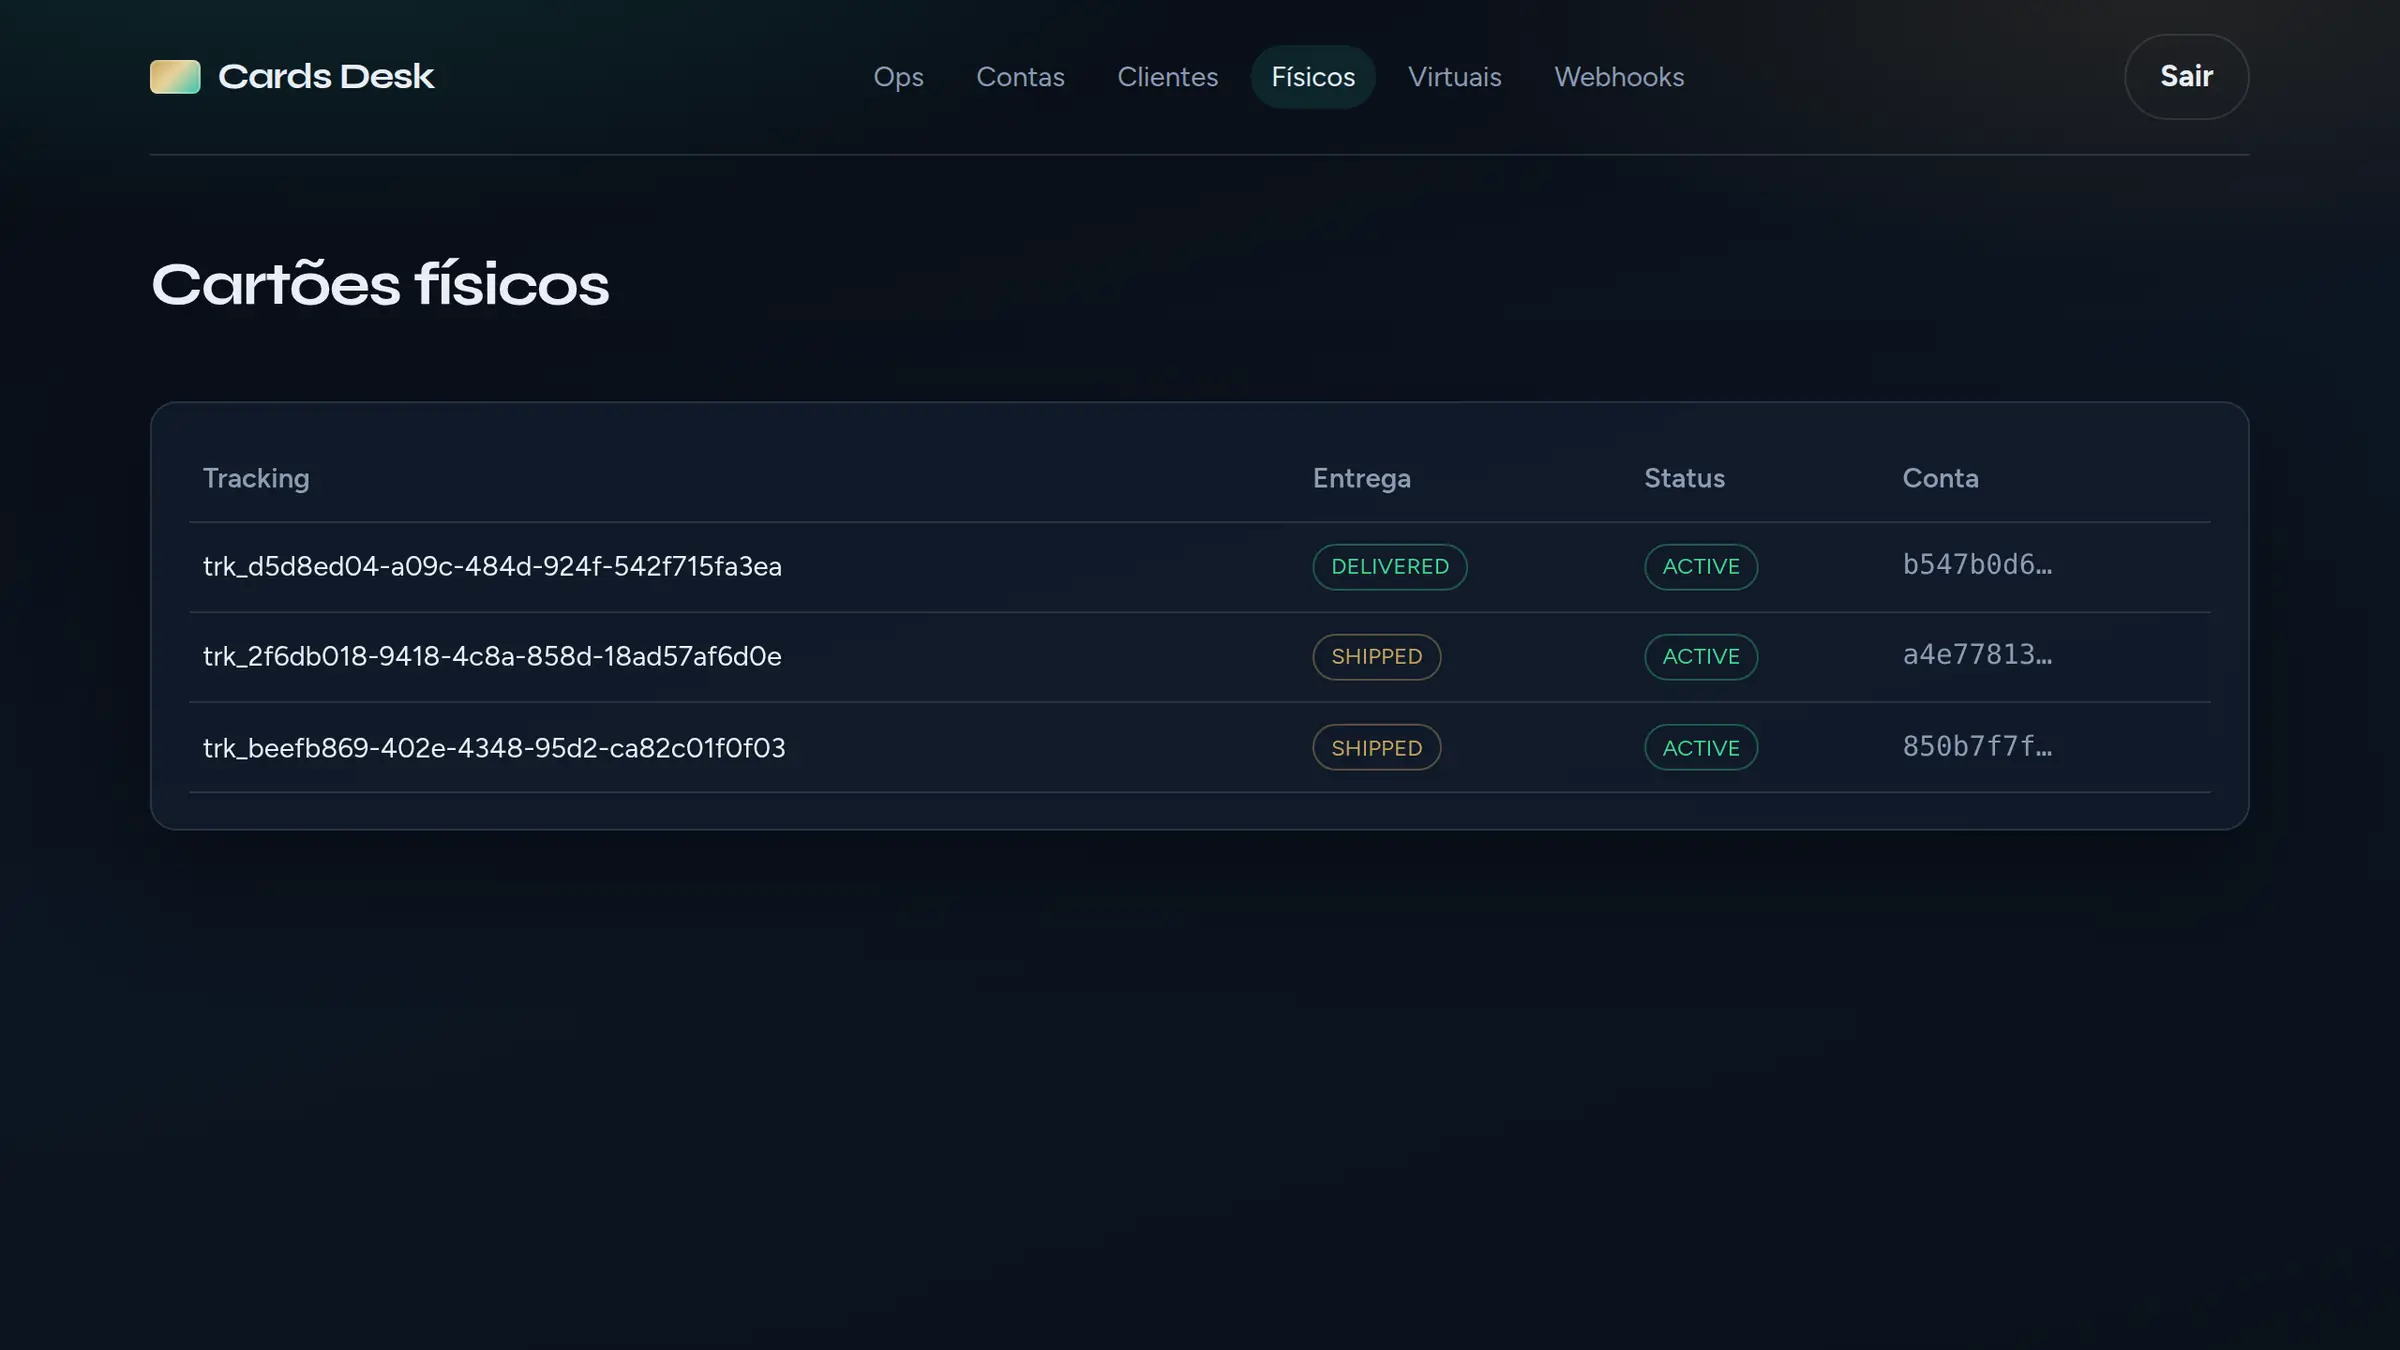 Cards Desk
Ops Contas Clientes Físicos Virtuais Webhooks
Sair
Cartões físicos
Tracking Entrega Status Conta
trk_d5d8ed04-a09c-484d-924f-542f715fa3ea DELIVERED ACTIVE b547b0d6…
trk_2f6db018-9418-4c8a-858d-18ad57af6d0e SHIPPED ACTIVE a4e77813…
trk_beefb869-402e-4348-95d2-ca82c01f0f03 SHIPPED ACTIVE 850b7f7f…